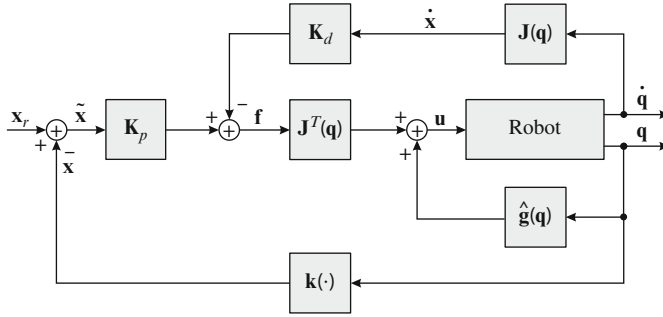 K_d
ẋ
J(q)
x_r
+
+
−
x̃
x
K_p
+
+
−
f
J^T(q)
+
+
+
u
Robot
q̇
q
ĝ(q)
k(·)